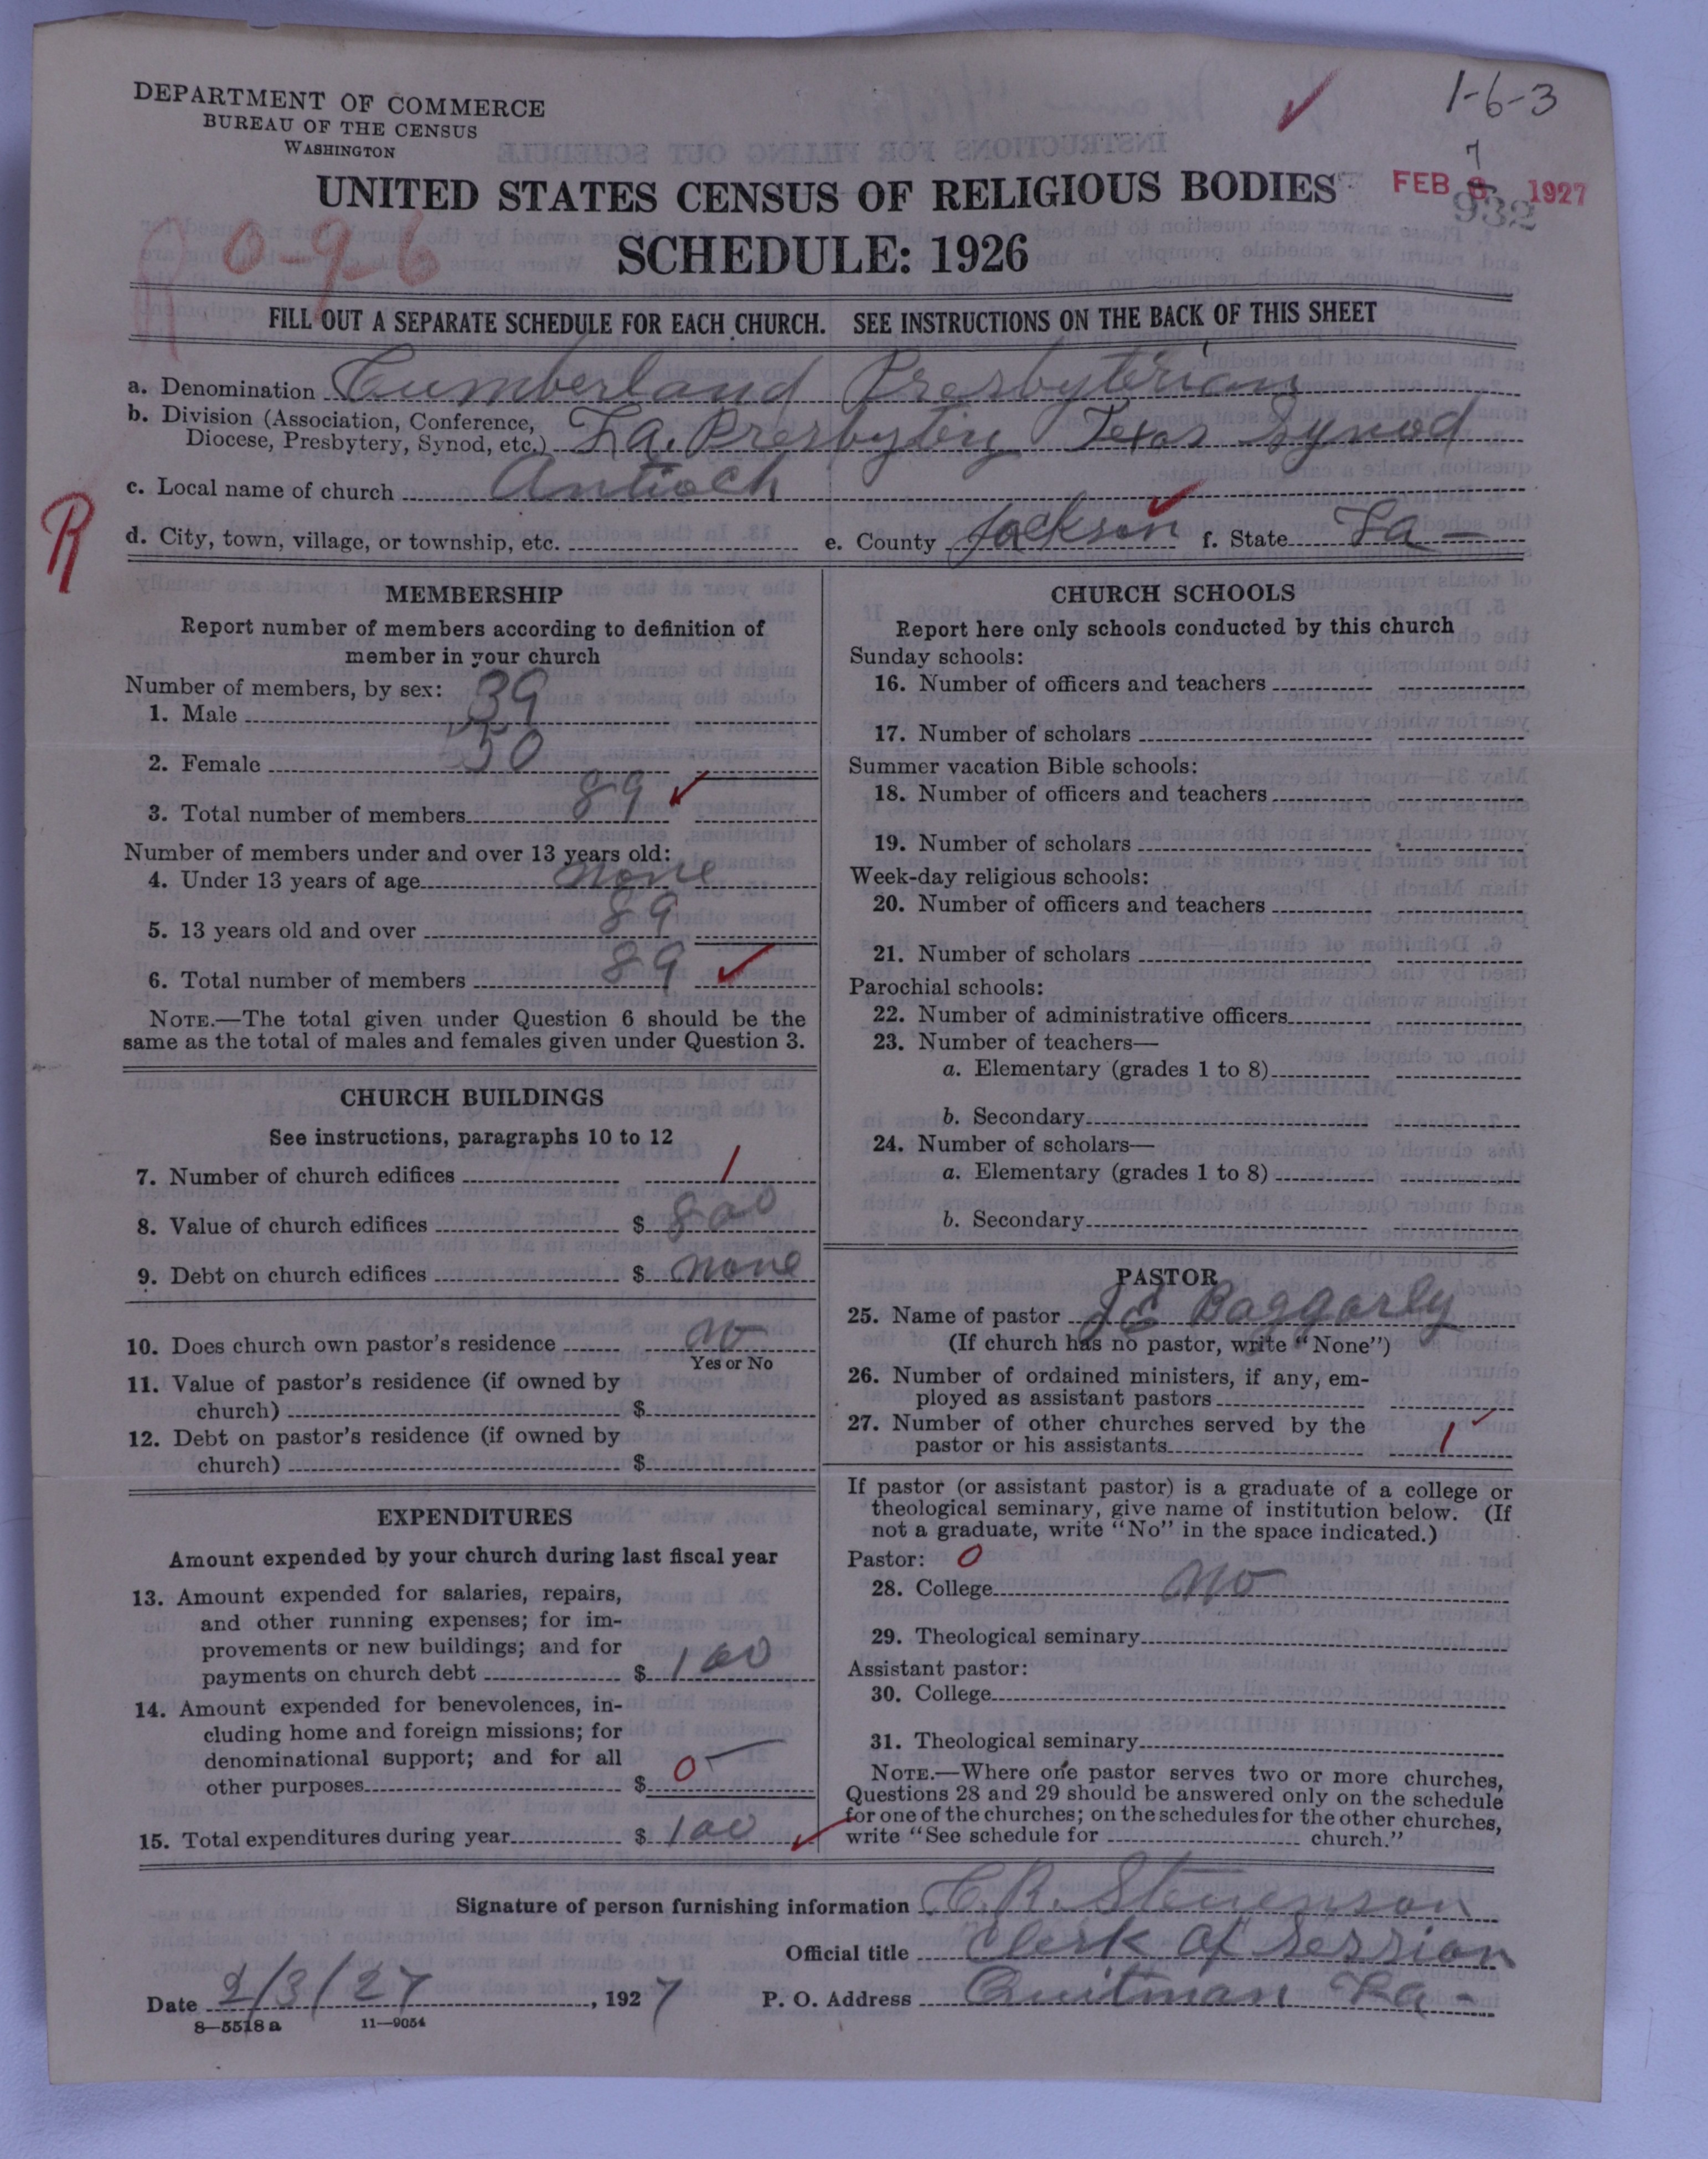 DEPARTMENT OF COMMERCE
BUREAU OF THE CENSUS
WASHINGTON
1-6-3
7
FEB 8 1927
932
UNITED STATES CENSUS OF RELIGIOUS BODIES
SCHEDULE: 1926
R 0-96
FILL OUT A SEPARATE SCHEDULE FOR EACH CHURCH. SEE INSTRUCTIONS ON THE BACK OF THIS SHEET
a. Denomination Cumberland Presbyterian
b. Division (Association, Conference,
Diocese, Presbytery, Synod, etc.) La. Presbytery Texas Synod
c. Local name of church Antioch
R
d. City, town, village, or township, etc. e. County Jackson f. State La -
MEMBERSHIP
Report number of members according to definition of
member in your church
Number of members, by sex:
1. Male 39
2. Female 50
3. Total number of members 89
Number of members under and over 13 years old:
4. Under 13 years of age none
5. 13 years old and over 89
6. Total number of members 89
NOTE.—The total given under Question 6 should be the
same as the total of males and females given under Question 3.
CHURCH BUILDINGS
See instructions, paragraphs 10 to 12
7. Number of church edifices 1
8. Value of church edifices $ 800
9. Debt on church edifices $ none
10. Does church own pastor's residence no
Yes or No
11. Value of pastor's residence (if owned by
church) $
12. Debt on pastor's residence (if owned by
church) $
EXPENDITURES
Amount expended by your church during last fiscal year
13. Amount expended for salaries, repairs,
and other running expenses; for im-
provements or new buildings; and for
payments on church debt $ 100
14. Amount expended for benevolences, in-
cluding home and foreign missions; for
denominational support; and for all
other purposes $ 0 -
15. Total expenditures during year $ 100
CHURCH SCHOOLS
Report here only schools conducted by this church
Sunday schools:
16. Number of officers and teachers
17. Number of scholars
Summer vacation Bible schools:
18. Number of officers and teachers
19. Number of scholars
Week-day religious schools:
20. Number of officers and teachers
21. Number of scholars
Parochial schools:
22. Number of administrative officers
23. Number of teachers—
a. Elementary (grades 1 to 8)
b. Secondary
24. Number of scholars—
a. Elementary (grades 1 to 8)
b. Secondary
PASTOR
25. Name of pastor J E Baggarly
(If church has no pastor, write "None")
26. Number of ordained ministers, if any, em-
ployed as assistant pastors
27. Number of other churches served by the
pastor or his assistants 1
If pastor (or assistant pastor) is a graduate of a college or
theological seminary, give name of institution below. (If
not a graduate, write "No" in the space indicated.)
Pastor: 0
28. College no
29. Theological seminary
Assistant pastor:
30. College
31. Theological seminary
NOTE.—Where one pastor serves two or more churches,
Questions 28 and 29 should be answered only on the schedule
for one of the churches; on the schedules for the other churches,
write "See schedule for church."
Signature of person furnishing information C.R. Stevenson
Official title Clerk of Session
Date 2/3/27, 1927 P. O. Address Quitman La-
8—5518a 11—9054